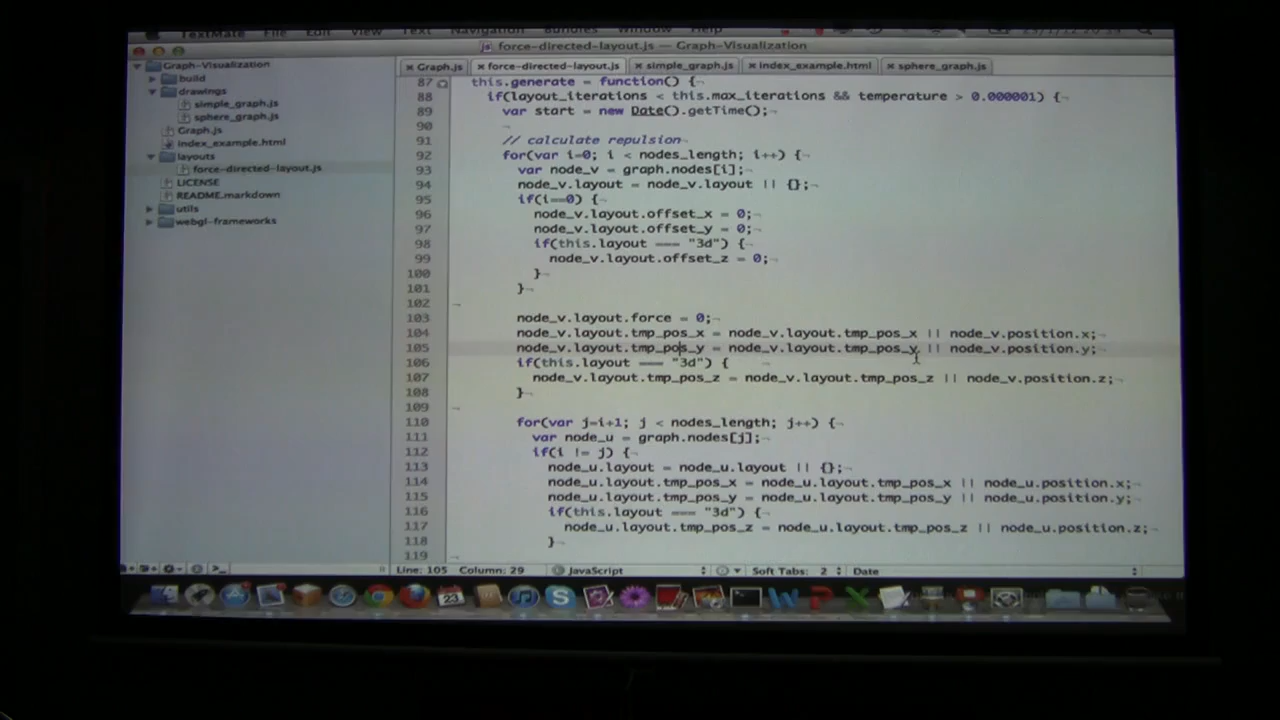 TextMate File Edit View Text Navigation Bundles Window Help
force-directed-layout.js — Graph-Visualization
Graph-Visualization
build
drawings
simple_graph.js
sphere_graph.js
Graph.js
index_example.html
layouts
force-directed-layout.js
LICENSE
README.markdown
utils
webgl-frameworks
× Graph.js × force-directed-layout.js × simple_graph.js × index_example.html × sphere_graph.js
87 this.generate = function() {¬
88 if(layout_iterations < this.max_iterations && temperature > 0.000001) {¬
89 var start = new Date().getTime();¬
90 ¬
91 // calculate repulsion¬
92 for(var i=0; i < nodes_length; i++) {¬
93 var node_v = graph.nodes[i];¬
94 node_v.layout = node_v.layout || {};¬
95 if(i==0) {¬
96 node_v.layout.offset_x = 0;¬
97 node_v.layout.offset_y = 0;¬
98 if(this.layout === "3d") {¬
99 node_v.layout.offset_z = 0;¬
100 }¬
101 }¬
102 ¬
103 node_v.layout.force = 0;¬
104 node_v.layout.tmp_pos_x = node_v.layout.tmp_pos_x || node_v.position.x;¬
105 node_v.layout.tmp_pos_y = node_v.layout.tmp_pos_y || node_v.position.y;¬
106 if(this.layout === "3d") {¬
107 node_v.layout.tmp_pos_z = node_v.layout.tmp_pos_z || node_v.position.z;¬
108 }¬
109 ¬
110 for(var j=i+1; j < nodes_length; j++) {¬
111 var node_u = graph.nodes[j];¬
112 if(i != j) {¬
113 node_u.layout = node_u.layout || {};¬
114 node_u.layout.tmp_pos_x = node_u.layout.tmp_pos_x || node_u.position.x;¬
115 node_u.layout.tmp_pos_y = node_u.layout.tmp_pos_y || node_u.position.y;¬
116 if(this.layout === "3d") {¬
117 node_u.layout.tmp_pos_z = node_u.layout.tmp_pos_z || node_u.position.z;¬
118 }¬
119 ¬
Line: 105 Column: 29 JavaScript Soft Tabs: 2 Date
23